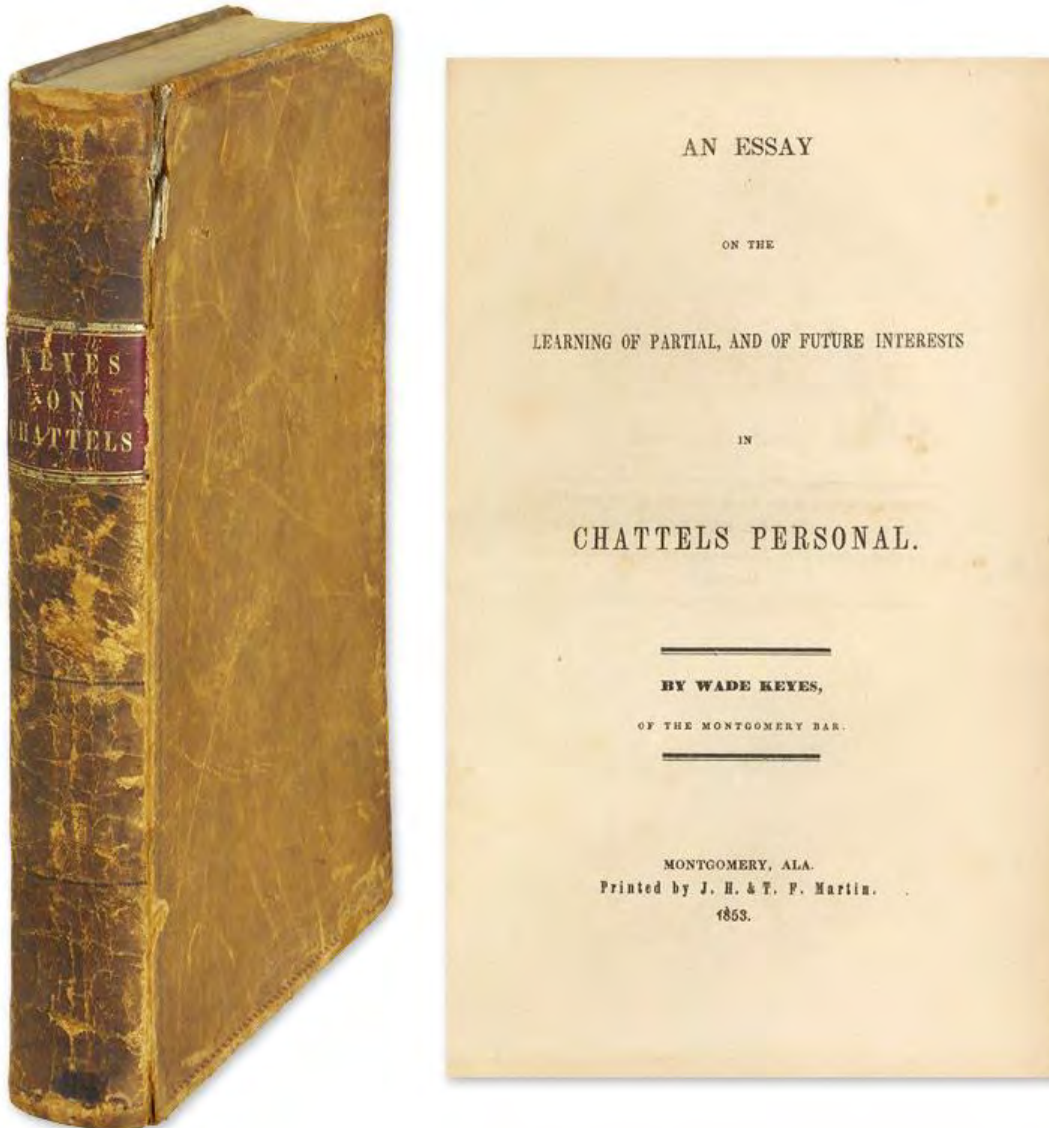 KEYES
ON
CHATTELS
AN ESSAY
ON THE
LEARNING OF PARTIAL, AND OF FUTURE INTERESTS
IN
CHATTELS PERSONAL.
BY WADE KEYES,
OF THE MONTGOMERY BAR.
MONTGOMERY, ALA.
Printed by J. H. & T. F. Martin.
1853.